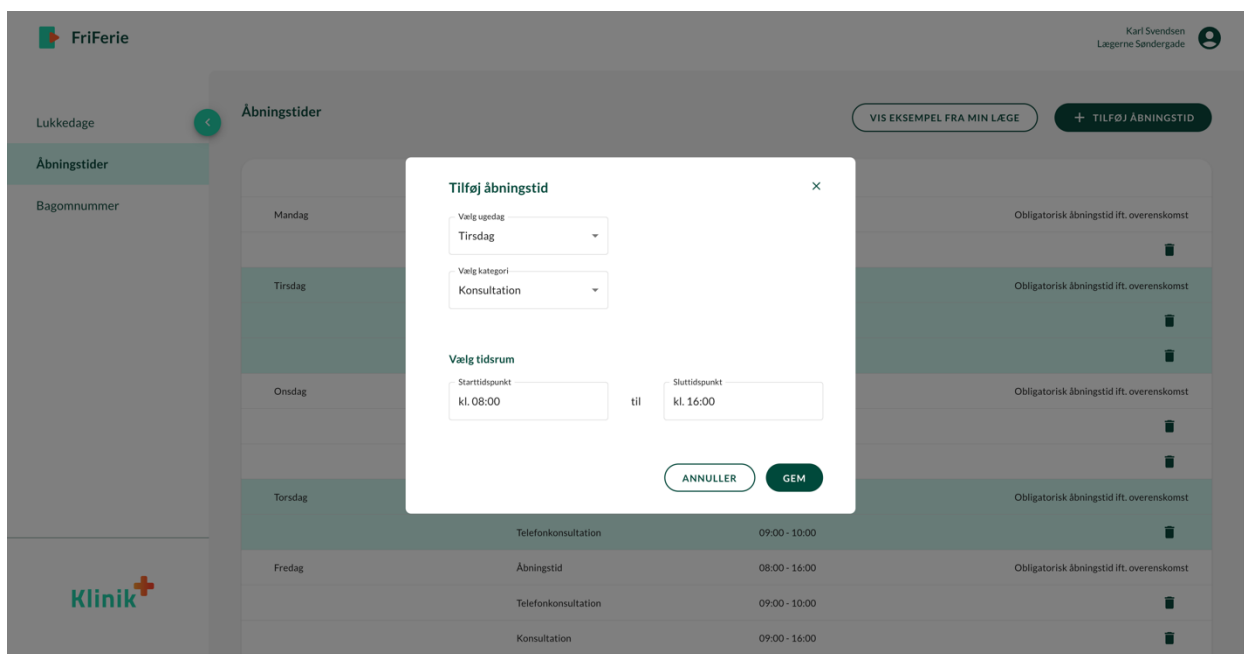 FriFerie
Karl Svendsen
Lægerne Søndergade
Lukkedage
Åbningstider
Bagomnummer
Åbningstider
VIS EKSEMPEL FRA MIN LÆGE
+ TILFØJ ÅBNINGSTID
Tilføj åbningstid
Vælg ugedag
Tirsdag
Vælg kategori
Konsultation
Vælg tidsrum
Starttidspunkt
kl. 08:00
til
Sluttidspunkt
kl. 16:00
ANNULLER
GEM
Mandag
Obligatorisk åbningstid ift. overenskomst
Tirsdag
Obligatorisk åbningstid ift. overenskomst
Onsdag
Obligatorisk åbningstid ift. overenskomst
Torsdag
Obligatorisk åbningstid ift. overenskomst
Telefonkonsultation 09:00 - 10:00
Fredag Åbningstid 08:00 - 16:00 Obligatorisk åbningstid ift. overenskomst
Telefonkonsultation 09:00 - 10:00
Konsultation 09:00 - 16:00
Klinik